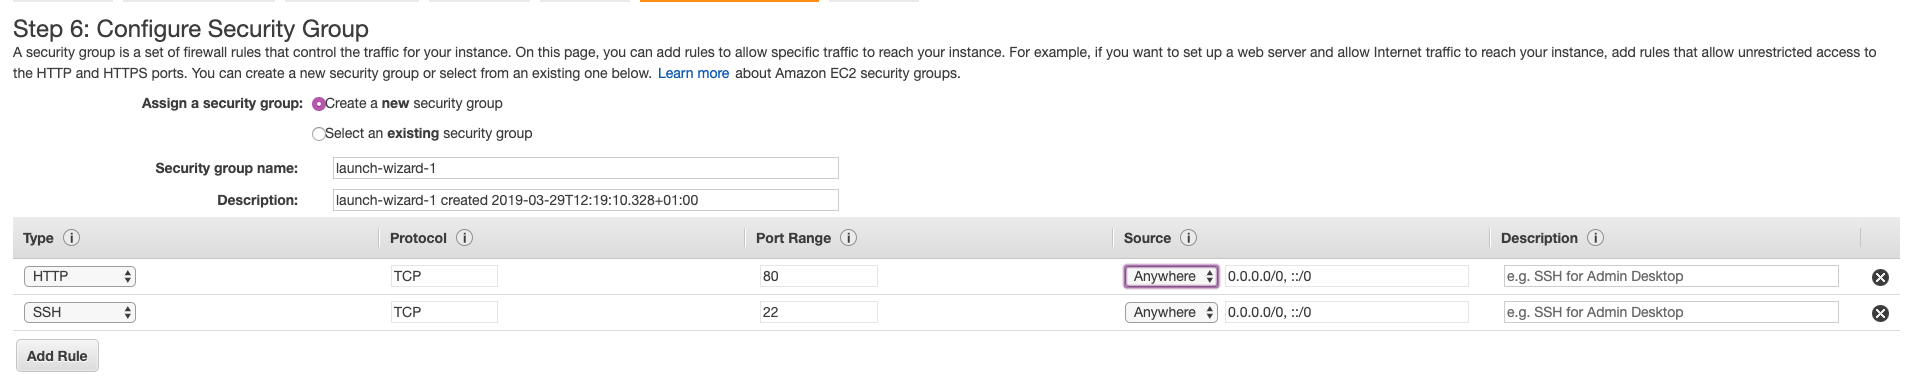 Step 6: Configure Security Group
A security group is a set of firewall rules that control the traffic for your instance. On this page, you can add rules to allow specific traffic to reach your instance. For example, if you want to set up a web server and allow Internet traffic to reach your instance, add rules that allow unrestricted access to
the HTTP and HTTPS ports. You can create a new security group or select from an existing one below. Learn more about Amazon EC2 security groups.
Assign a security group: Create a new security group
Select an existing security group
Security group name: launch-wizard-1
Description: launch-wizard-1 created 2019-03-29T12:19:10.328+01:00
Type i Protocol i Port Range i Source i Description i
HTTP TCP 80 Anywhere 0.0.0.0/0, ::/0 e.g. SSH for Admin Desktop
SSH TCP 22 Anywhere 0.0.0.0/0, ::/0 e.g. SSH for Admin Desktop
Add Rule